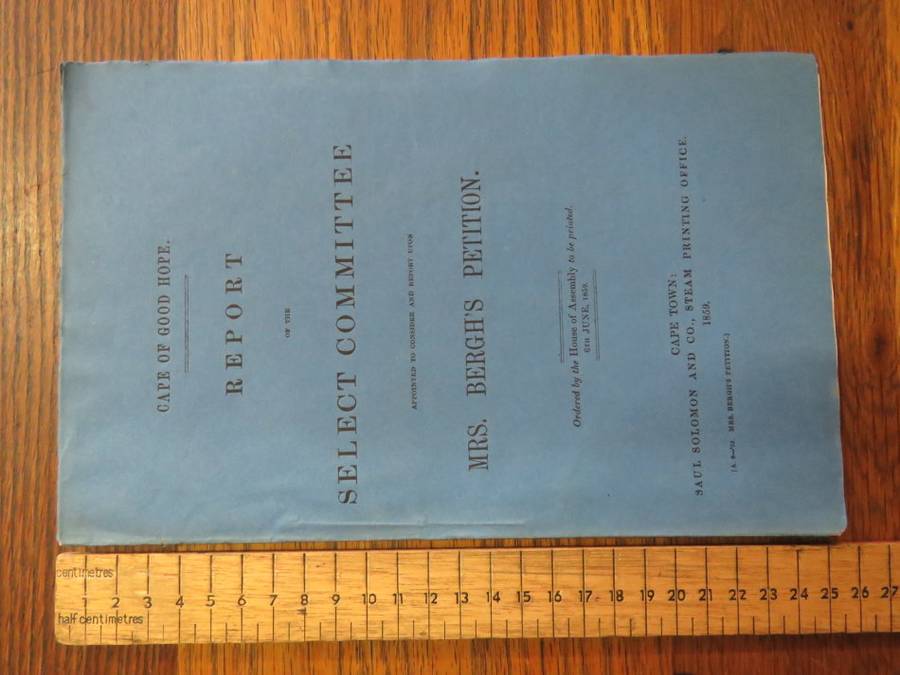 CAPE OF GOOD HOPE.
REPORT
OF THE
SELECT COMMITTEE
APPOINTED TO CONSIDER AND REPORT UPON
MRS. BERGH'S PETITION.
Ordered by the House of Assembly to be printed.
6TH JUNE, 1859.
CAPE TOWN:
SAUL SOLOMON AND CO., STEAM PRINTING OFFICE.
1859.
MRS. BERGH'S PETITION.]
centimetres
1 2 3 4 5 6 7 8 9 10 11 12 13 14 15 16 17 18 19 20 21 22 23 24 25 26 27
half centimetres